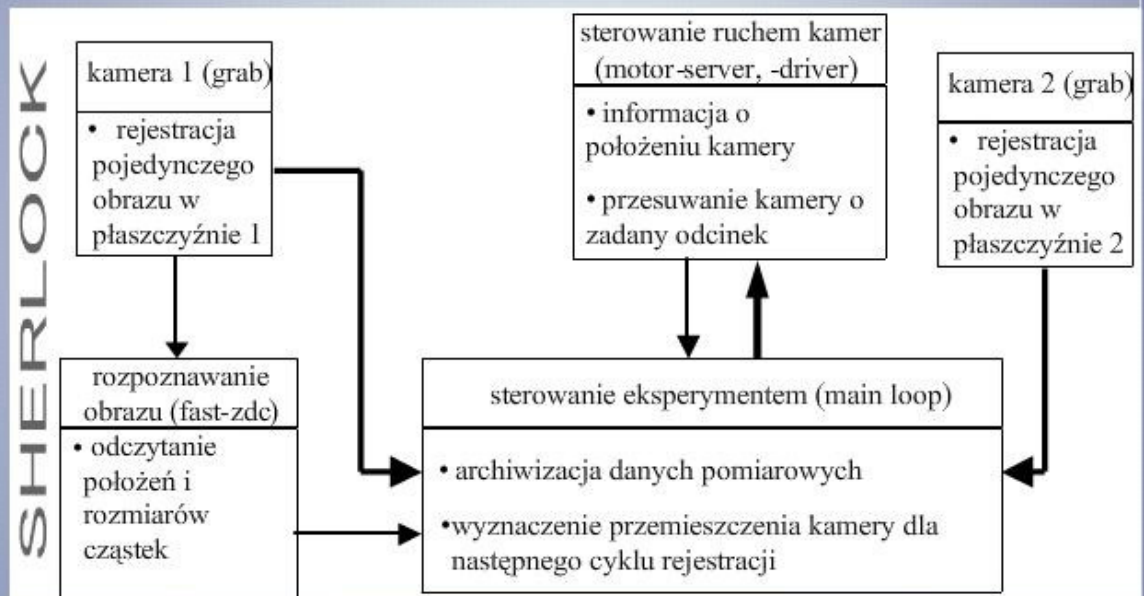 SHERLOCK
kamera 1 (grab)
• rejestracja
pojedynczego
obrazu w
płaszczyźnie 1
sterowanie ruchem kamer
(motor-server, -driver)
• informacja o
położeniu kamery
• przesuwanie kamery o
zadany odcinek
kamera 2 (grab)
• rejestracja
pojedynczego
obrazu w
płaszczyźnie 2
rozpoznawanie
obrazu (fast-zdc)
• odczytanie
położeń i
rozmiarów
cząstek
sterowanie eksperymentem (main loop)
• archiwizacja danych pomiarowych
•wyznaczenie przemieszczenia kamery dla
następnego cyklu rejestracji